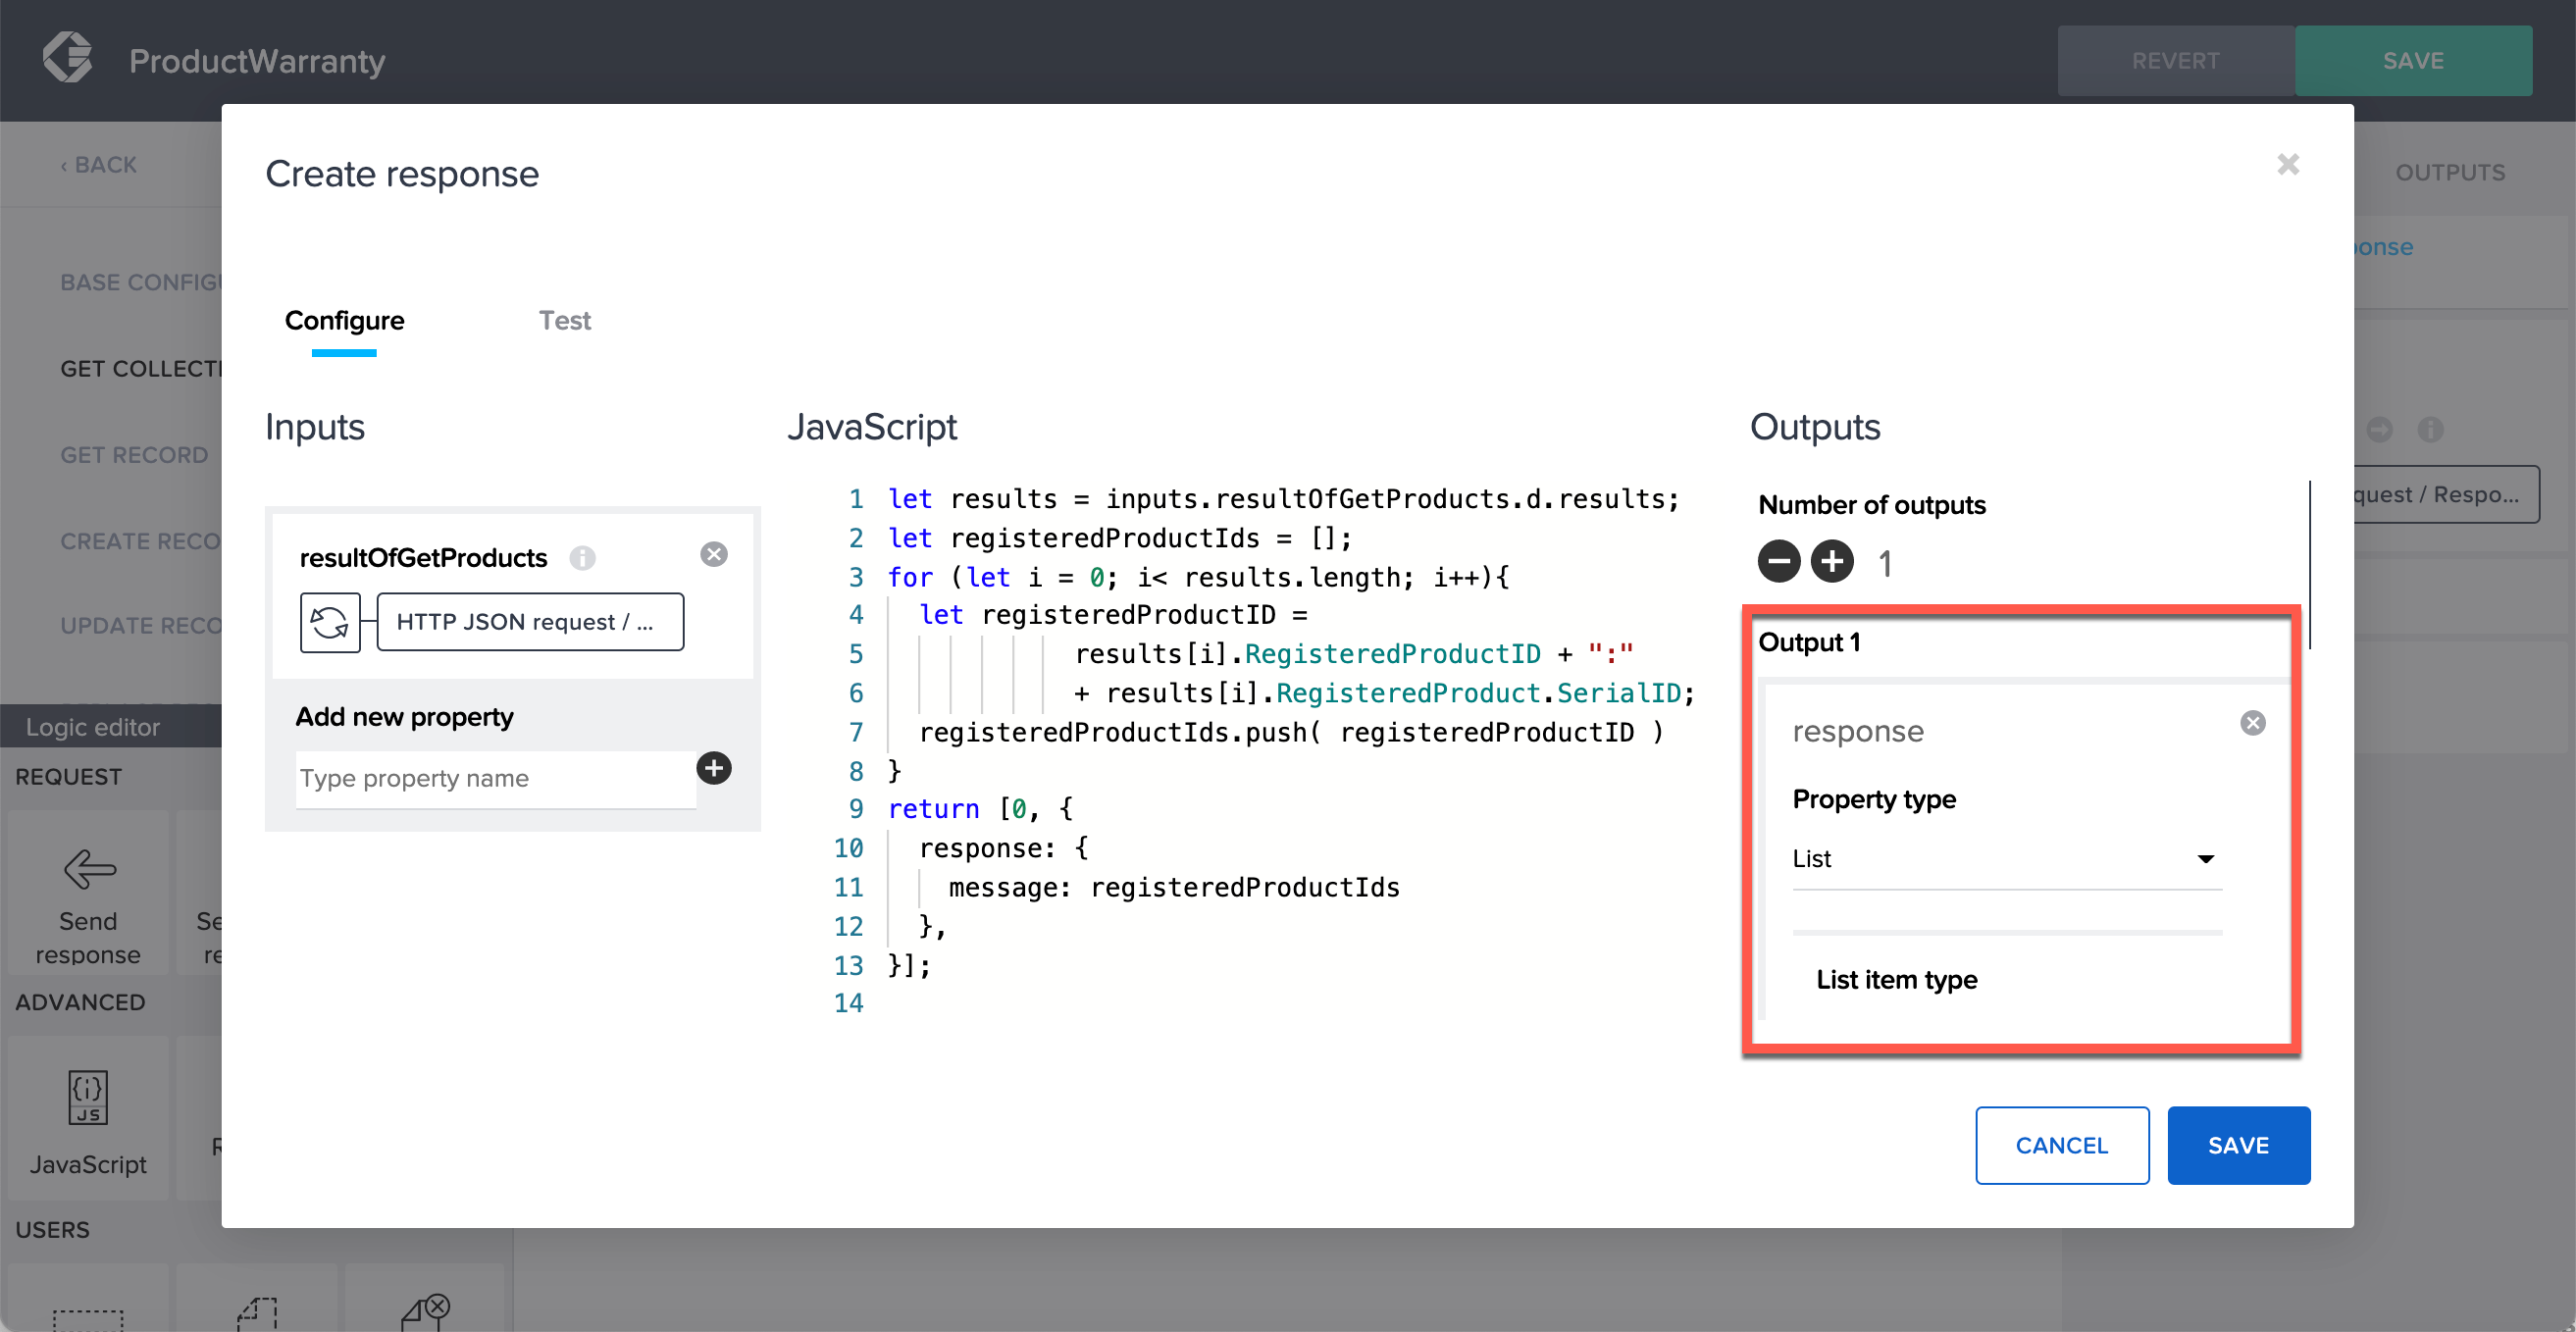 ProductWarranty
REVERT
SAVE
‹ BACK
OUTPUTS
Create response
BASE CONFIGU
GET COLLECTI
GET RECORD
CREATE RECO
UPDATE RECO
Configure
Test
Inputs
resultOfGetProducts
HTTP JSON request / ...
Add new property
Type property name
JavaScript
1 let results = inputs.resultOfGetProducts.d.results;
2 let registeredProductIds = [];
3 for (let i = 0; i< results.length; i++){
4 let registeredProductID =
5 results[i].RegisteredProductID + ":"
6 + results[i].RegisteredProduct.SerialID;
7 registeredProductIds.push( registeredProductID )
8 }
9 return [0, {
10 response: {
11 message: registeredProductIds
12 },
13 }];
14
Outputs
Number of outputs
1
Output 1
response
Property type
List
List item type
CANCEL
SAVE
ponse
quest / Respo...
Logic editor
REQUEST
Send
response
Se
re
ADVANCED
JS
JavaScript
R
USERS